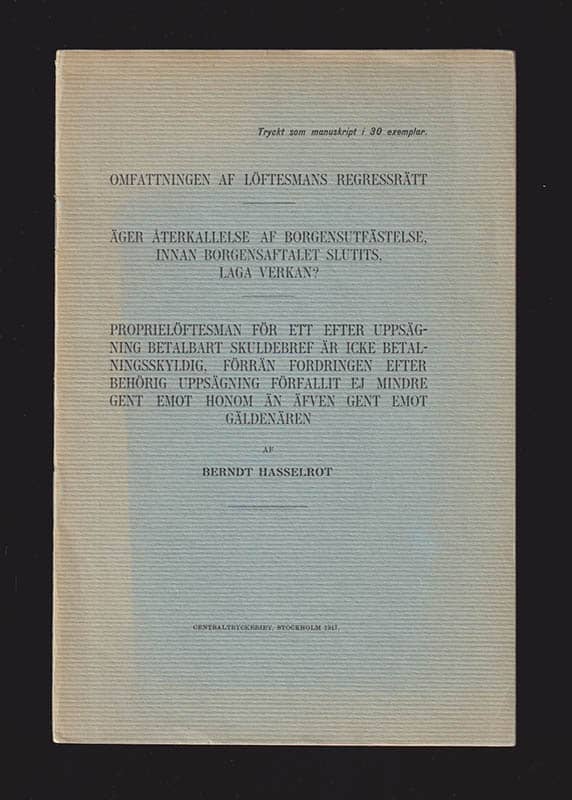 Tryckt som manuskript i 30 exemplar.
OMFATTNINGEN AF LÖFTESMANS REGRESSRÄTT
ÄGER ÅTERKALLELSE AF BORGENSUTFÄSTELSE,
INNAN BORGENSAFTALET SLUTITS,
LAGA VERKAN?
PROPRIELÖFTESMAN FÖR ETT EFTER UPPSÄG-
NING BETALBART SKULDEBREF ÄR ICKE BETAL-
NINGSSKYLDIG, FÖRRÄN FORDRINGEN EFTER
BEHÖRIG UPPSÄGNING FÖRFALLIT EJ MINDRE
GENT EMOT HONOM ÄN ÄFVEN GENT EMOT
GÄLDENÄREN
AF
BERNDT HASSELROT
CENTRALTRYCKERIET, STOCKHOLM 1917.